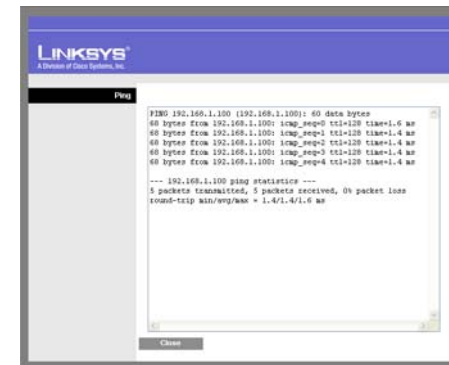 LINKSYS®
A Division of Cisco Systems, Inc.
Ping
PING 192.168.1.100 (192.168.1.100): 60 data bytes
68 bytes from 192.168.1.100: icmp_seq=0 ttl=128 time=1.6 ms
68 bytes from 192.168.1.100: icmp_seq=1 ttl=128 time=1.4 ms
68 bytes from 192.168.1.100: icmp_seq=2 ttl=128 time=1.4 ms
68 bytes from 192.168.1.100: icmp_seq=3 ttl=128 time=1.4 ms
68 bytes from 192.168.1.100: icmp_seq=4 ttl=128 time=1.4 ms
--- 192.168.1.100 ping statistics ---
5 packets transmitted, 5 packets received, 0% packet loss
round-trip min/avg/max = 1.4/1.4/1.6 ms
Close